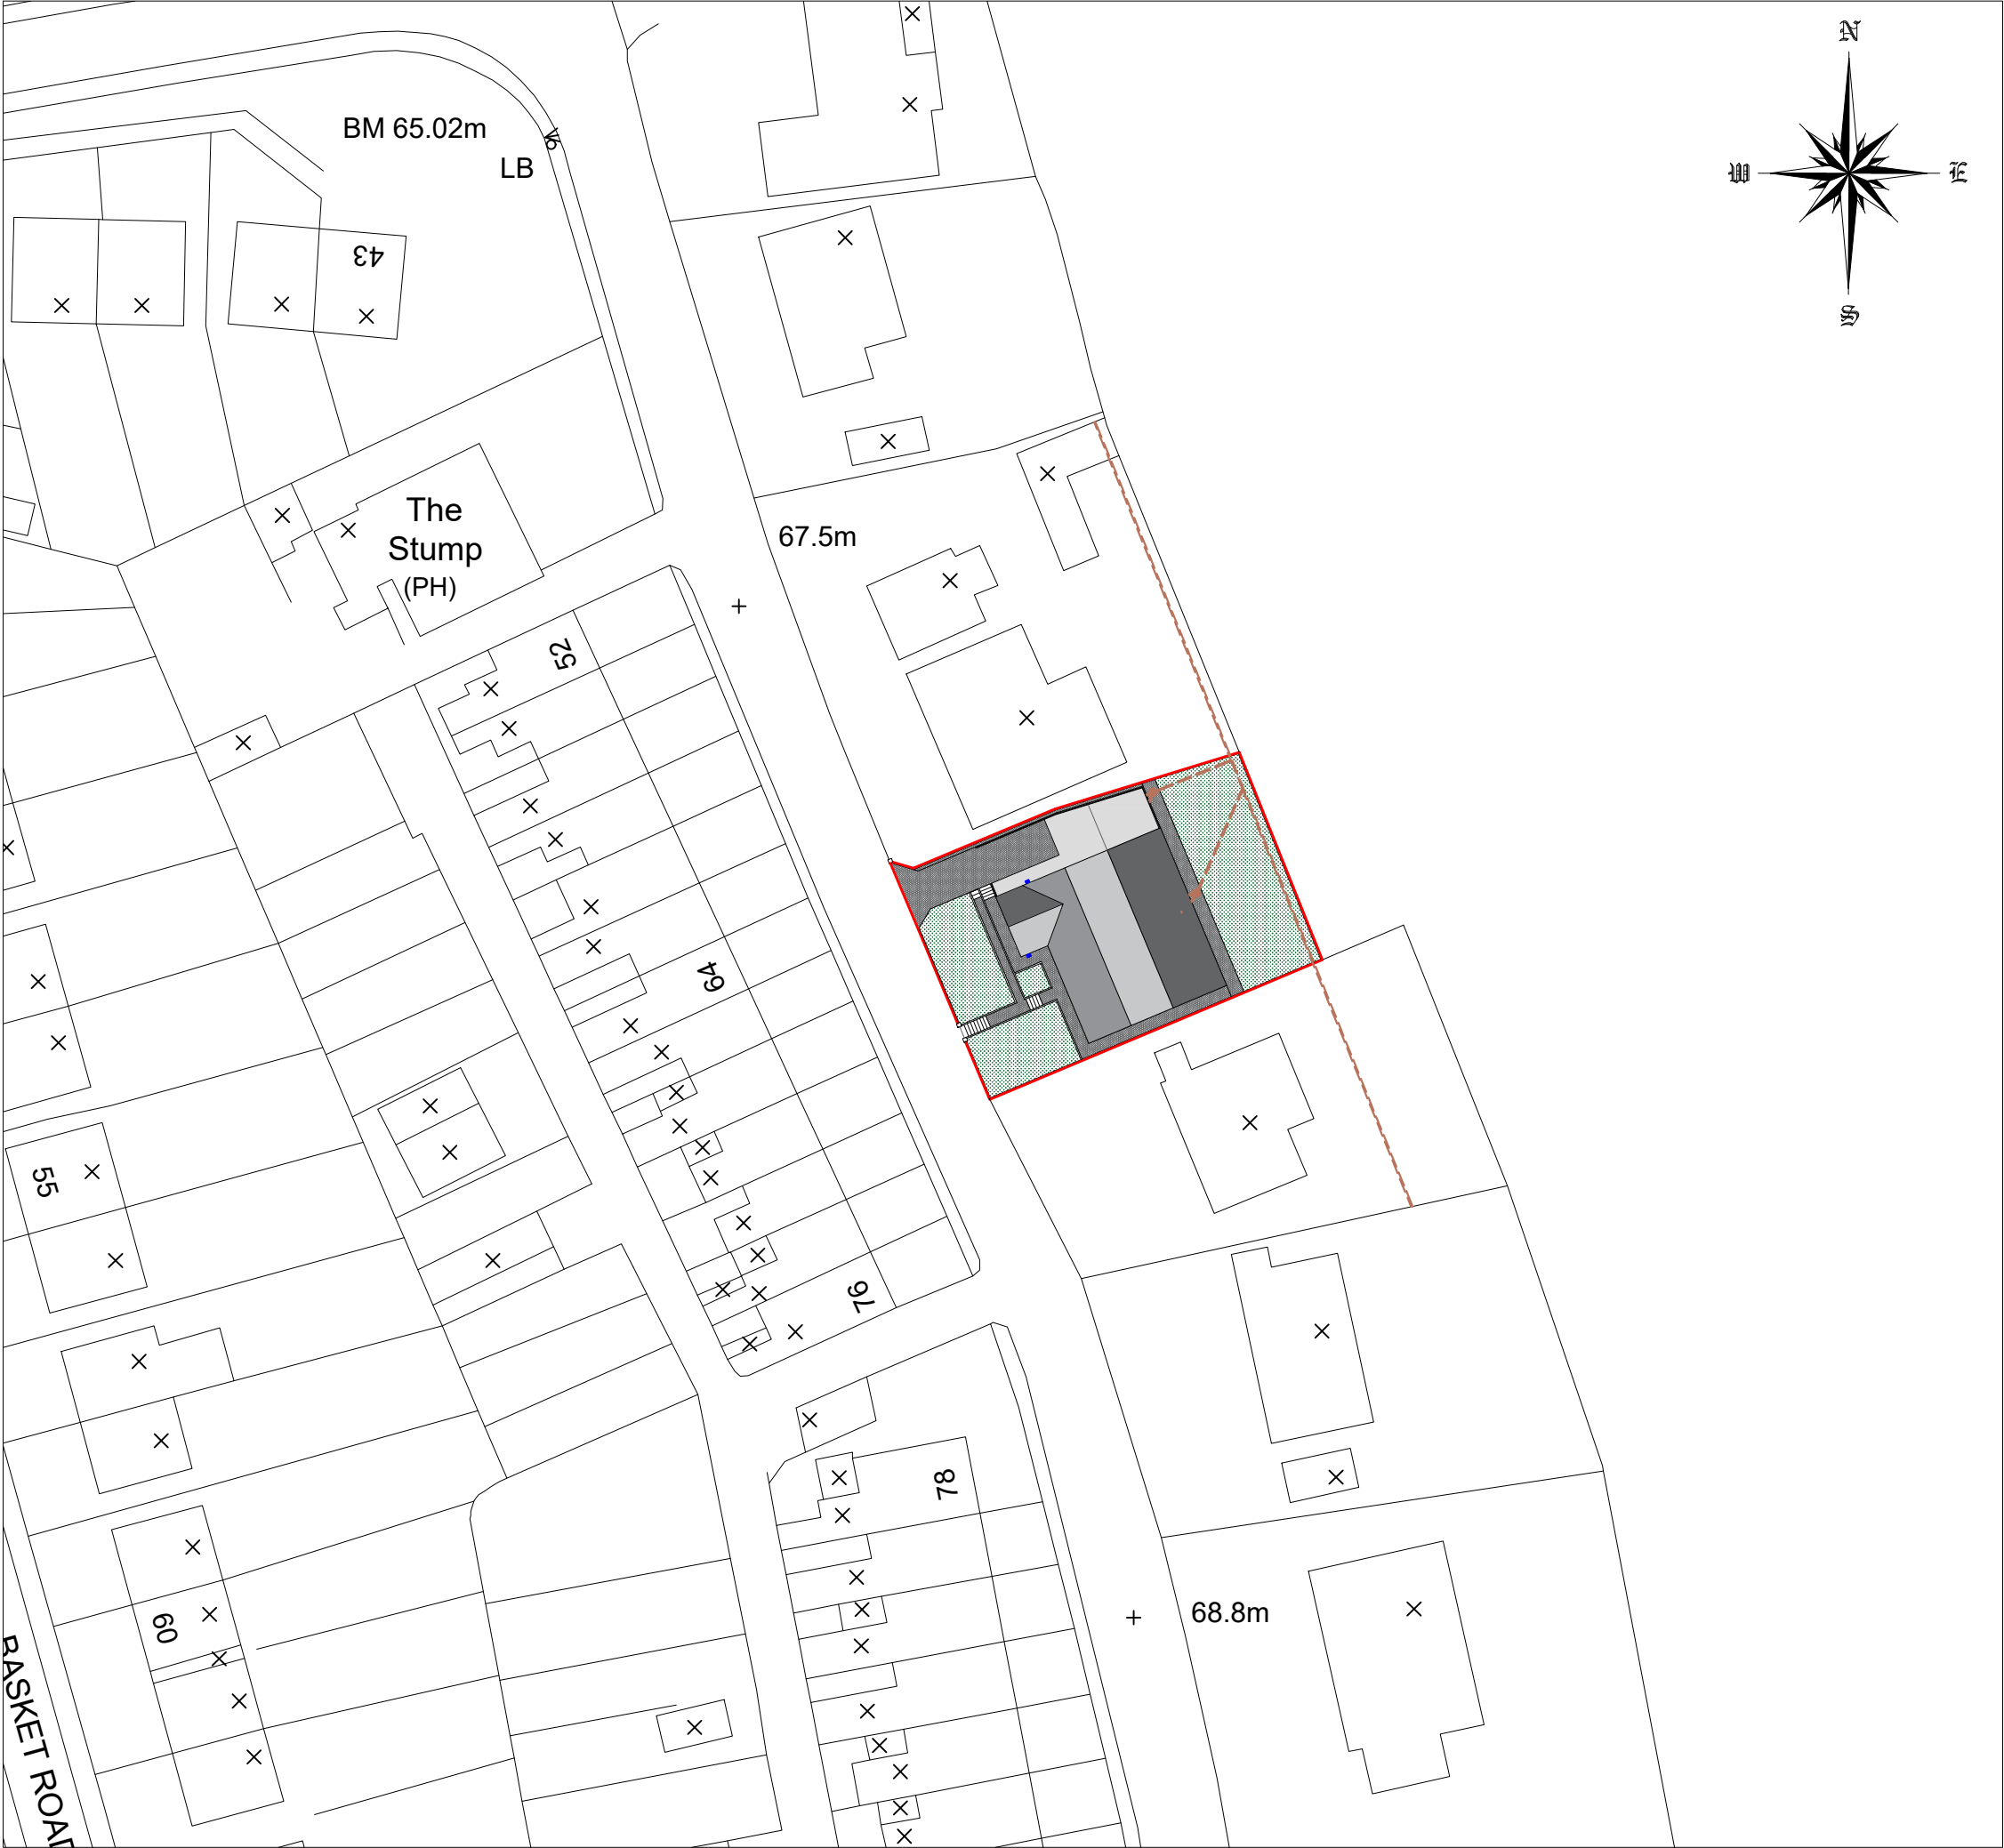 N
W
E
S
BM 65.02m
LB
43
The
Stump
(PH)
67.5m
52
64
55
76
78
60
68.8m
BASKET ROAD